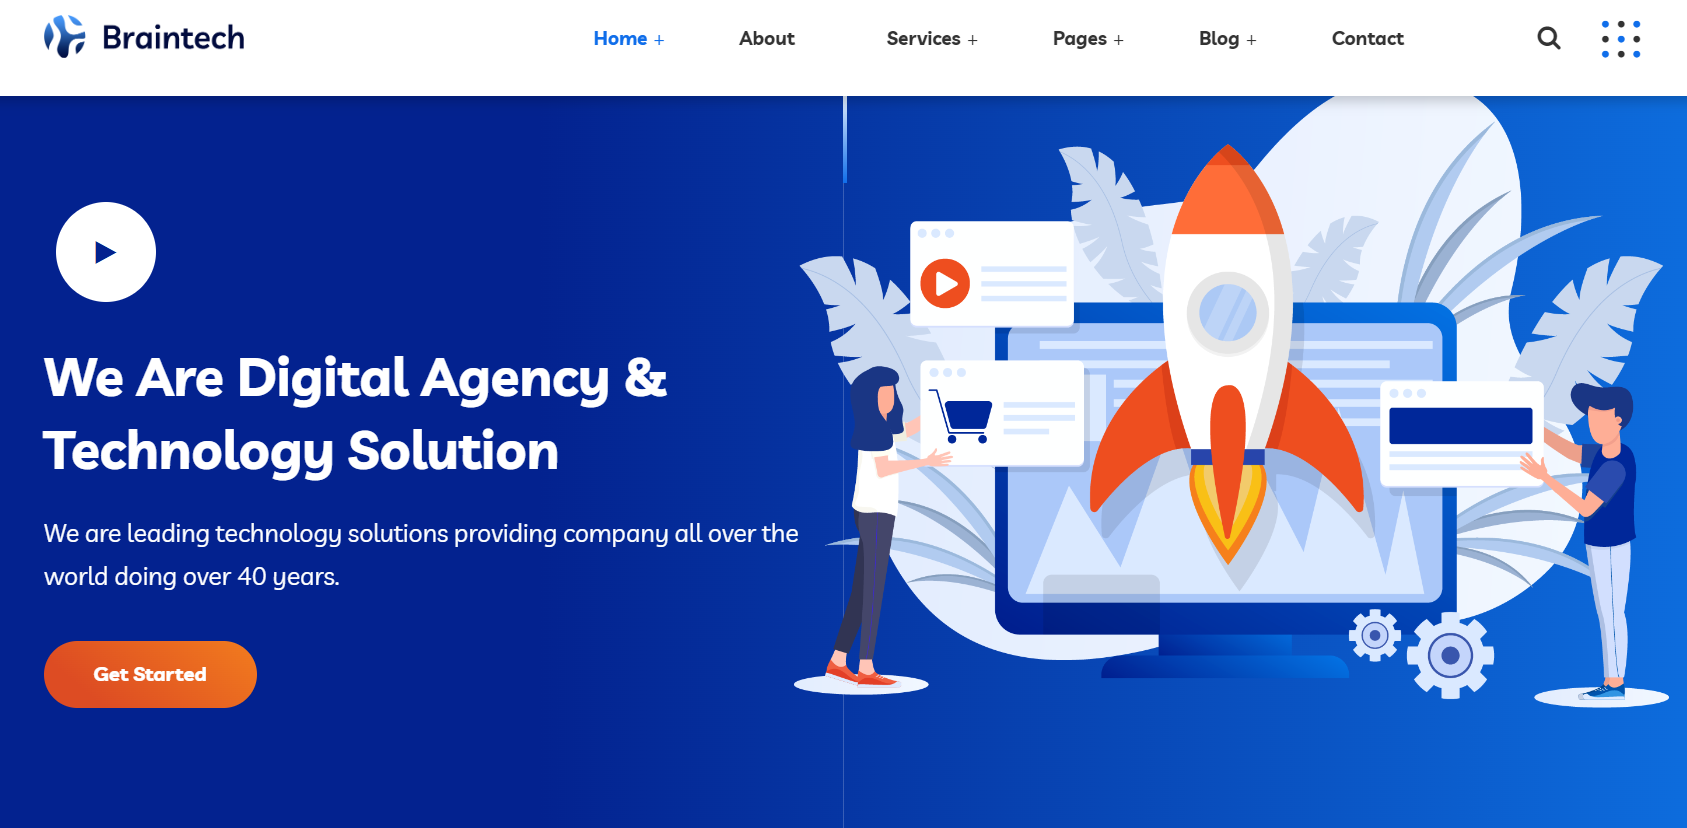 Braintech
Home +
About
Services +
Pages +
Blog +
Contact
We Are Digital Agency &
Technology Solution
We are leading technology solutions providing company all over the
world doing over 40 years.
Get Started